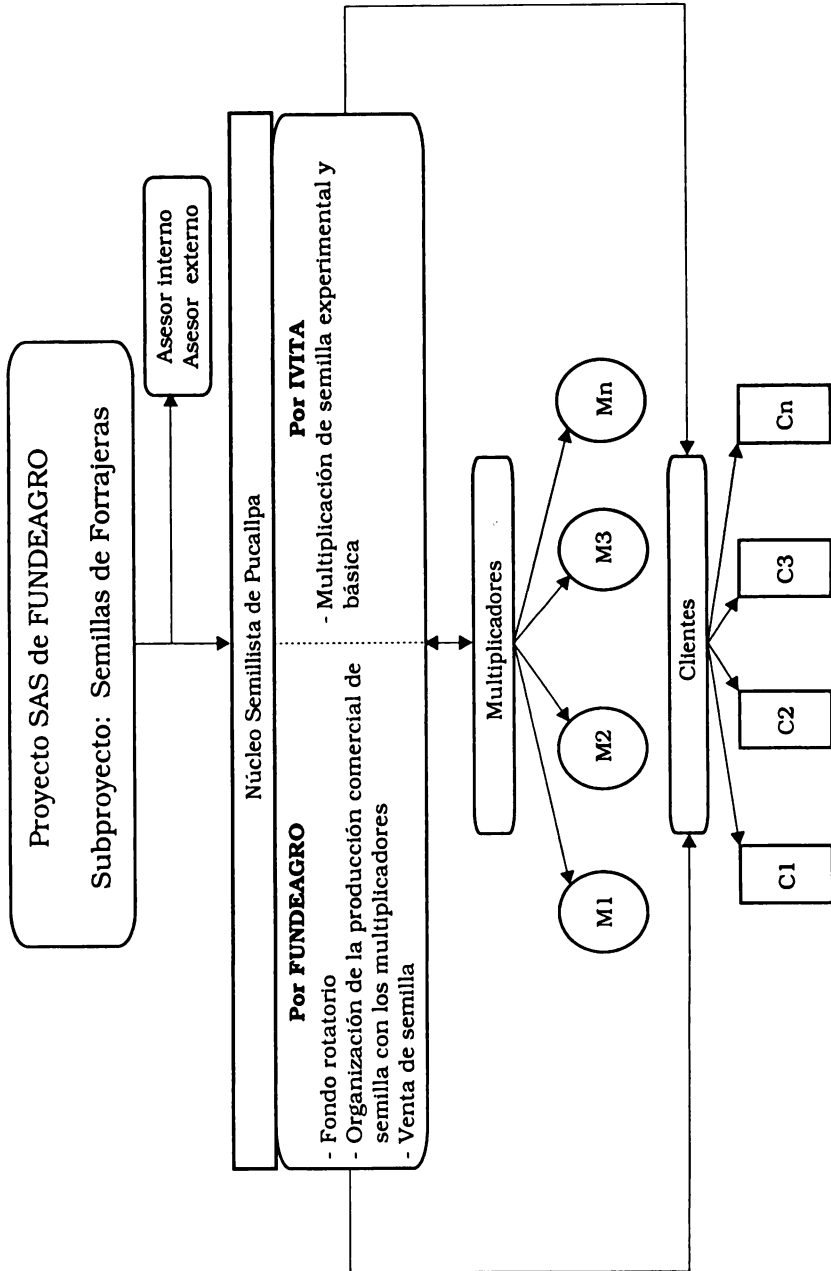 Proyecto SAS de FUNDEAGRO
Subproyecto: Semillas de Forrajeras
Asesor interno
Asesor externo
Núcleo Semillista de Pucallpa
Por FUNDEAGRO
- Fondo rotatorio
- Organización de la producción comercial de
semilla con los multiplicadores
- Venta de semilla
Por IVITA
- Multiplicación de semilla experimental y
básica
Multiplicadores
M1
M2
M3
Mn
Clientes
C1
C2
C3
Cn